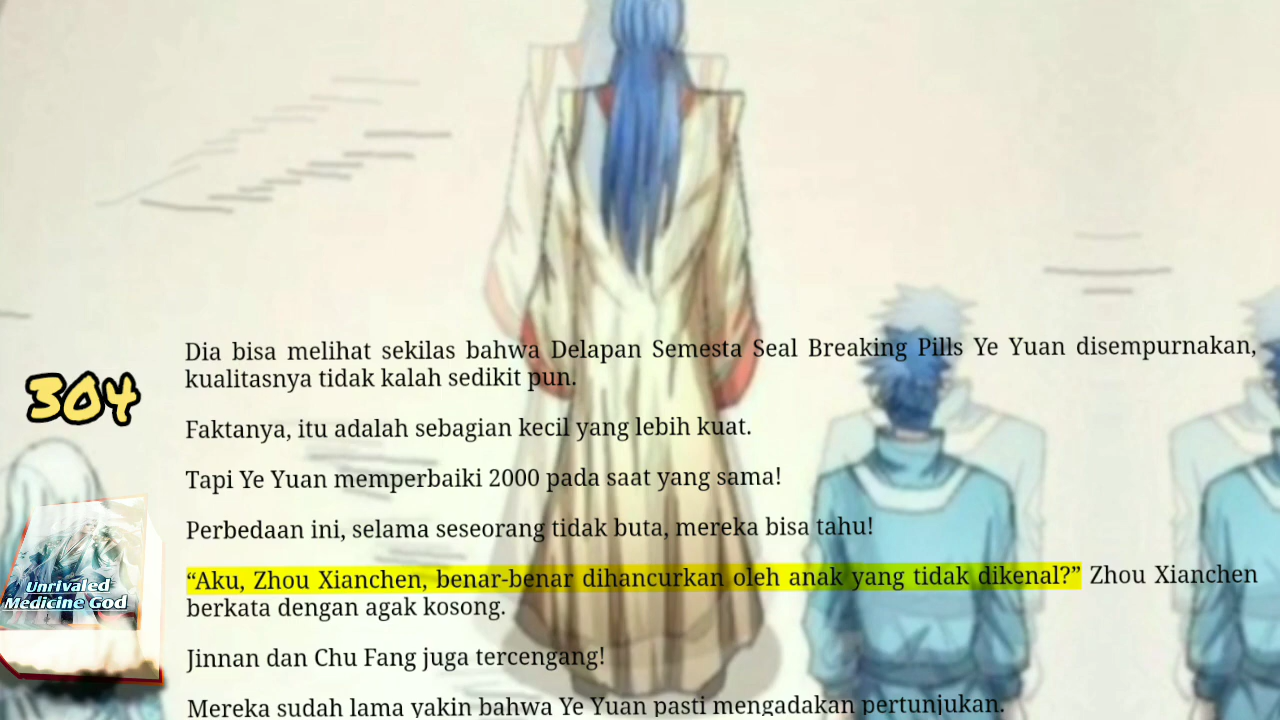 Dia bisa melihat sekilas bahwa Delapan Semesta Seal Breaking Pills Ye Yuan disempurnakan,
kualitasnya tidak kalah sedikit pun.
304
Faktanya, itu adalah sebagian kecil yang lebih kuat.
Tapi Ye Yuan memperbaiki 2000 pada saat yang sama!
Perbedaan ini, selama seseorang tidak buta, mereka bisa tahu!
“Aku, Zhou Xianchen, benar-benar dihancurkan oleh anak yang tidak dikenal?” Zhou Xianchen
berkata dengan agak kosong.
Unrivaled
Medicine God
Jinnan dan Chu Fang juga tercengang!
Mereka sudah lama yakin bahwa Ye Yuan pasti mengadakan pertunjukan.